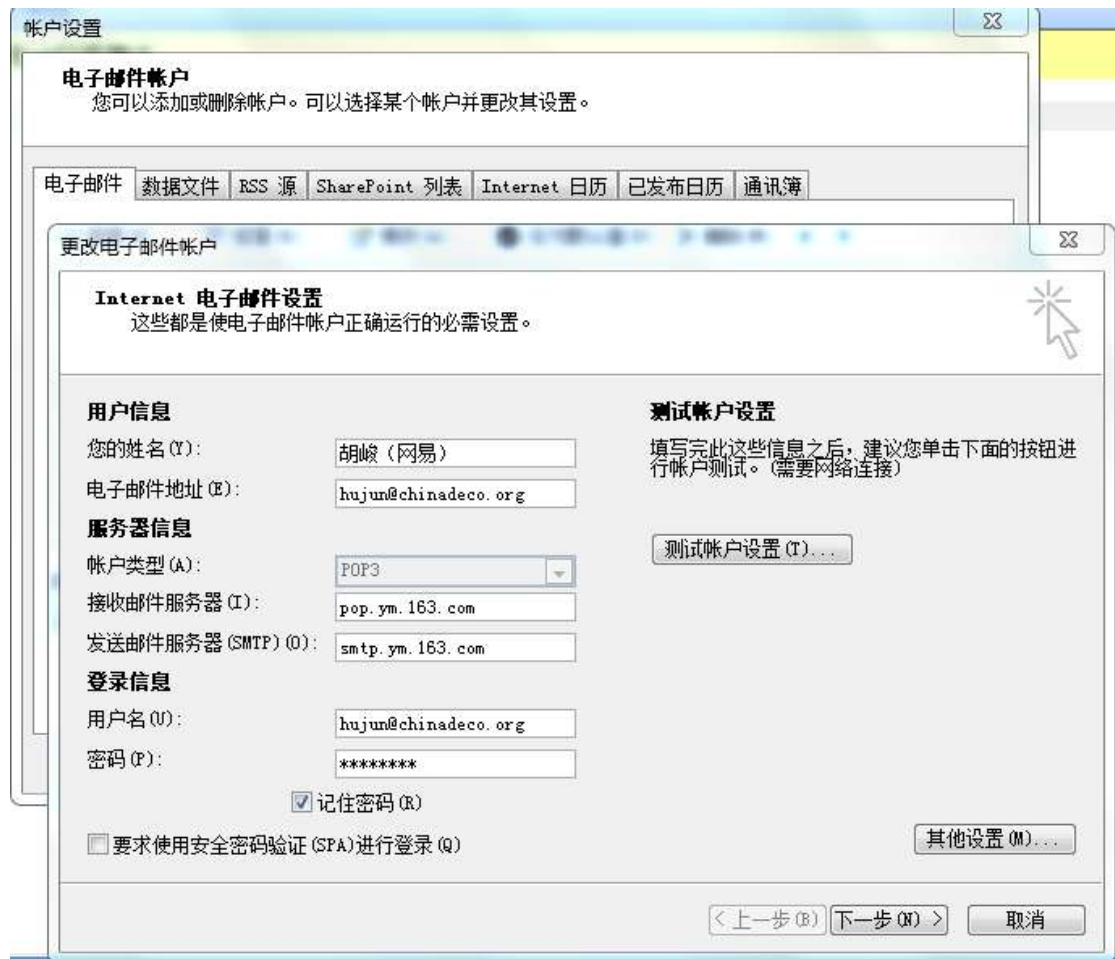 帐户设置
电子邮件帐户
您可以添加或删除帐户。可以选择某个帐户并更改其设置。
电子邮件 数据文件 RSS 源 SharePoint 列表 Internet 日历 已发布日历 通讯簿
更改电子邮件帐户
Internet 电子邮件设置
这些都是使电子邮件帐户正确运行的必需设置。
用户信息
您的姓名(Y): 胡峻（网易）
电子邮件地址(E): hujun@chinadeco.org
服务器信息
帐户类型(A): POP3
接收邮件服务器(I): pop.ym.163.com
发送邮件服务器(SMTP)(O): smtp.ym.163.com
登录信息
用户名(U): hujun@chinadeco.org
密码(P): ********
记住密码(R)
要求使用安全密码验证(SPA)进行登录(Q)
测试帐户设置
填写完此这些信息之后，建议您单击下面的按钮进
行帐户测试。(需要网络连接)
测试帐户设置(T)...
其他设置(M)...
< 上一步(B) 下一步(N) > 取消